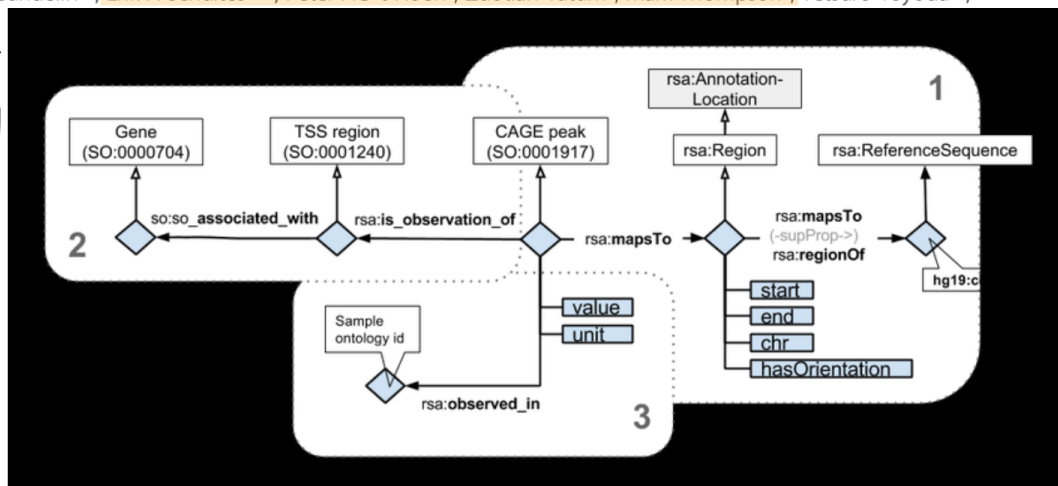 rsa:Annotation-
Location
1
Gene
(SO:0000704)
TSS region
(SO:0001240)
CAGE peak
(SO:0001917)
rsa:Region
rsa:ReferenceSequence
so:so_associated_with
rsa:is_observation_of
rsa:mapsTo
rsa:mapsTo
(-supProp->)
rsa:regionOf
2
hg19:c
start
end
chr
hasOrientation
value
unit
Sample
ontology id
rsa:observed_in
3